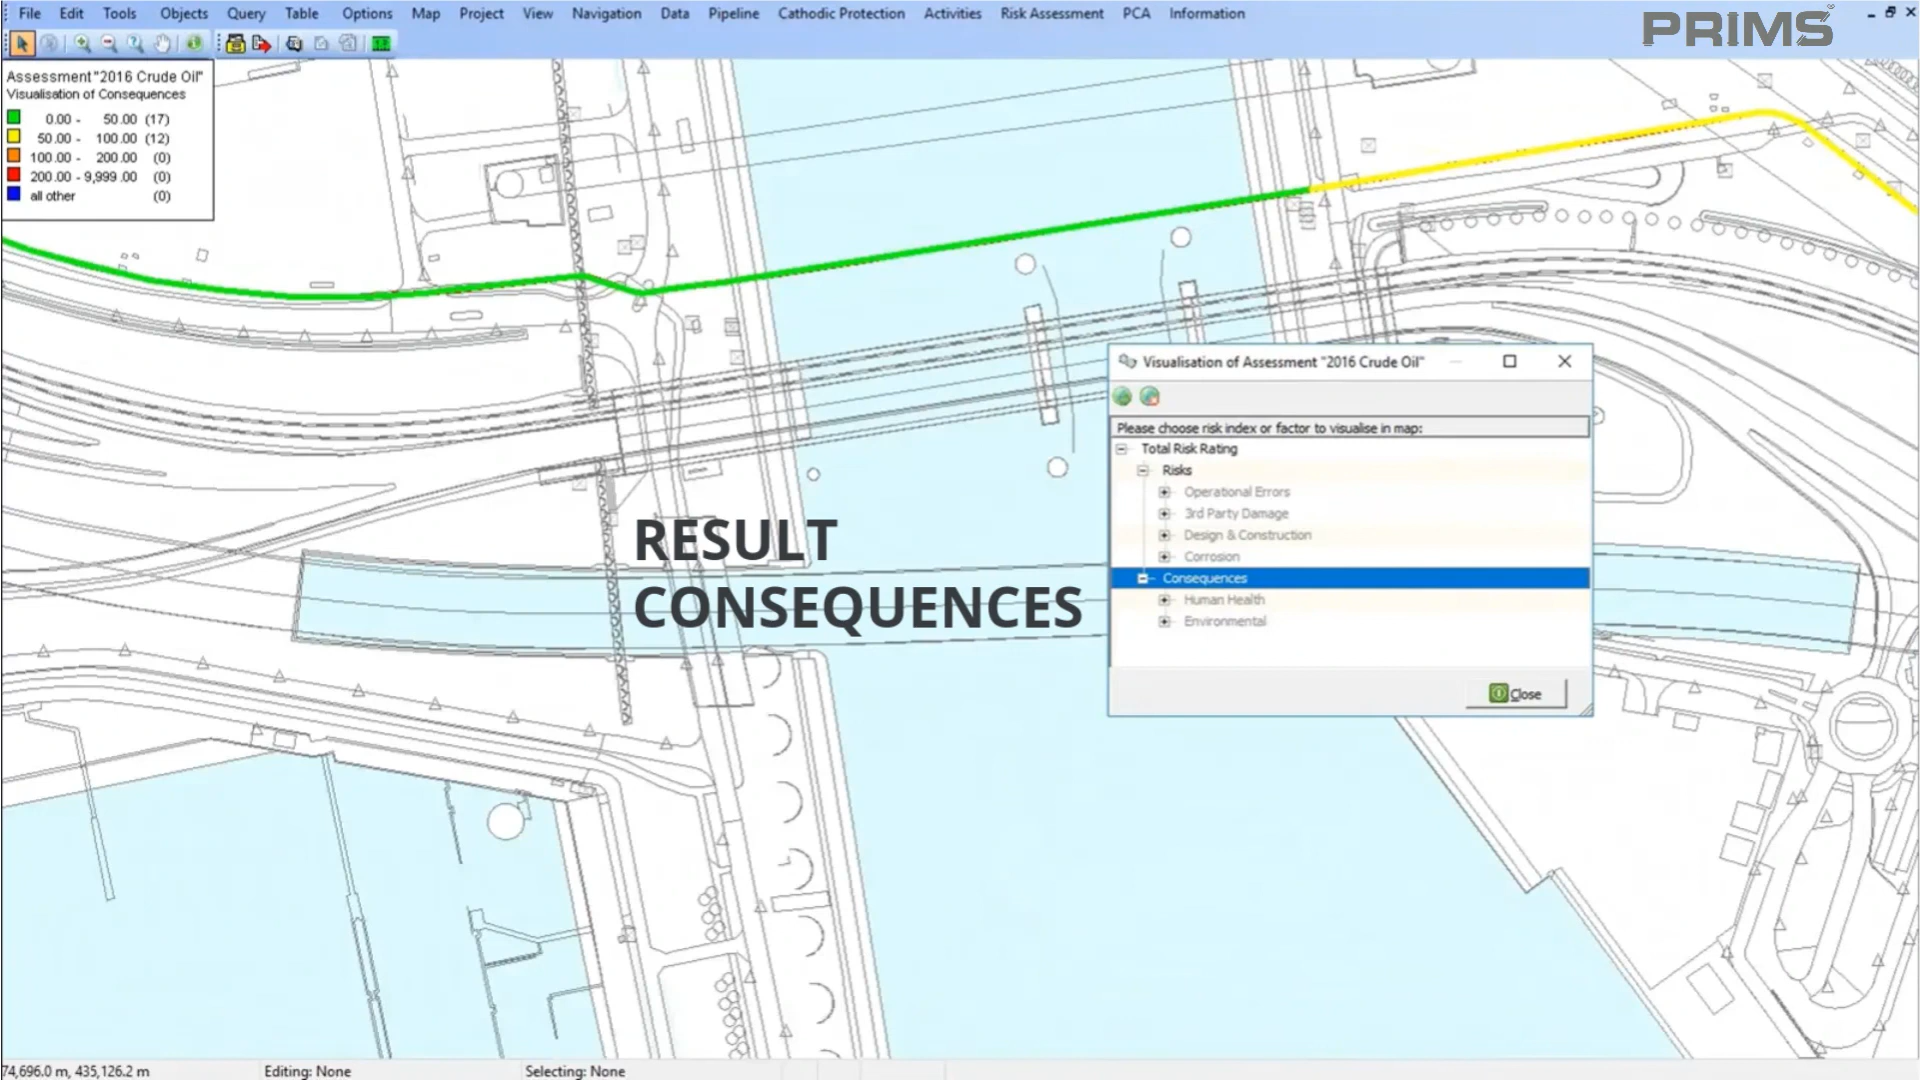 File Edit Tools Objects Query Table Options Map Project View Navigation Data Pipeline Cathodic Protection Activities Risk Assessment PCA Information
PRIMS
Assessment "2016 Crude Oil"
Visualisation of Consequences
0.00 - 50.00 (17)
50.00 - 100.00 (12)
100.00 - 200.00 (0)
200.00 - 9,999.00 (0)
all other (0)
Visualisation of Assessment "2016 Crude Oil"
Please choose risk index or factor to visualise in map:
Total Risk Rating
Risks
Operational Errors
3rd Party Damage
Design & Construction
Corrosion
Consequences
Human Health
Environmental
Close
RESULT
CONSEQUENCES
74,696.0 m, 435,126.2 m Editing: None Selecting: None